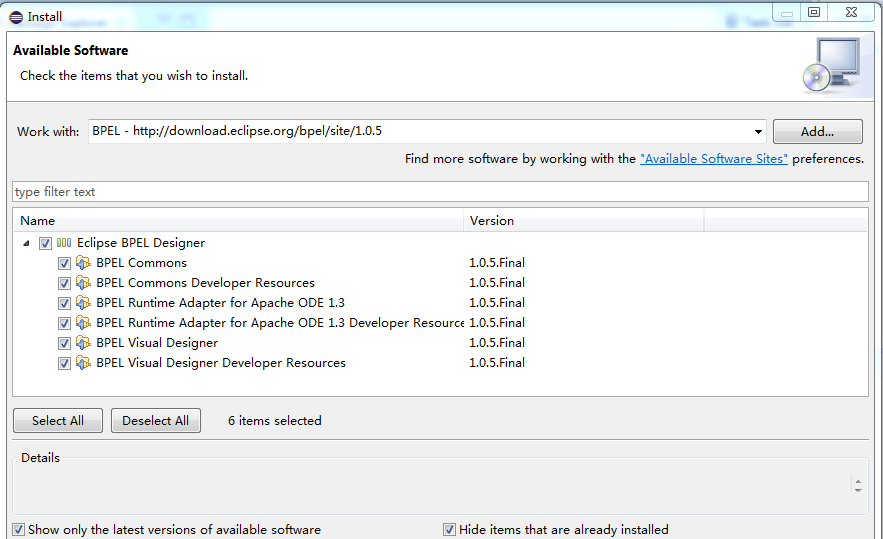 Install
Available Software
Check the items that you wish to install.
Work with: BPEL - http://download.eclipse.org/bpel/site/1.0.5 Add...
Find more software by working with the "Available Software Sites" preferences.
type filter text
Name Version
Eclipse BPEL Designer
BPEL Commons 1.0.5.Final
BPEL Commons Developer Resources 1.0.5.Final
BPEL Runtime Adapter for Apache ODE 1.3 1.0.5.Final
BPEL Runtime Adapter for Apache ODE 1.3 Developer Resource 1.0.5.Final
BPEL Visual Designer 1.0.5.Final
BPEL Visual Designer Developer Resources 1.0.5.Final
Select All Deselect All 6 items selected
Details
Show only the latest versions of available software Hide items that are already installed